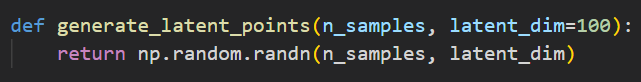 def generate_latent_points(n_samples, latent_dim=100):
    return np.random.randn(n_samples, latent_dim)